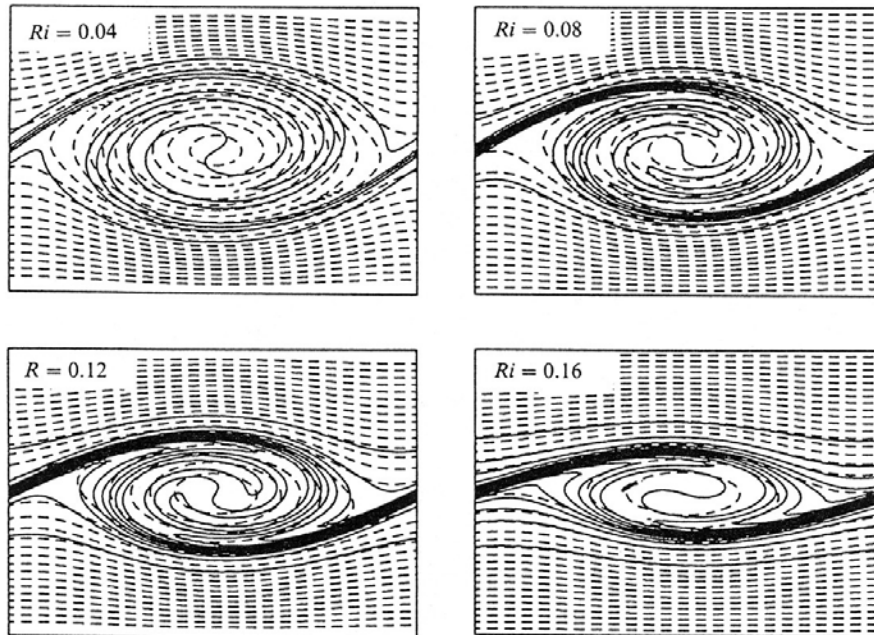 Ri = 0.04
Ri = 0.08
R = 0.12
Ri = 0.16